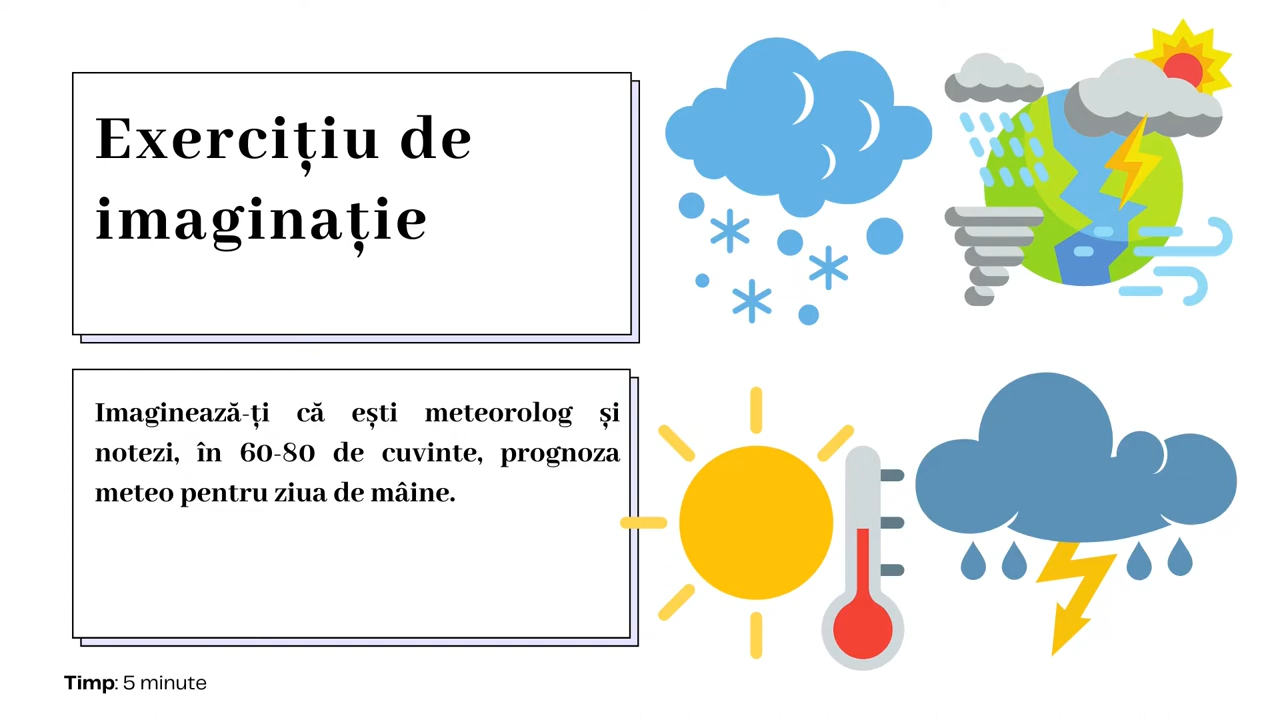 Exercițiu de
imaginație
Imaginează-ți că ești meteorolog și
notezi, în 60-80 de cuvinte, prognoza
meteo pentru ziua de mâine.
Timp: 5 minute